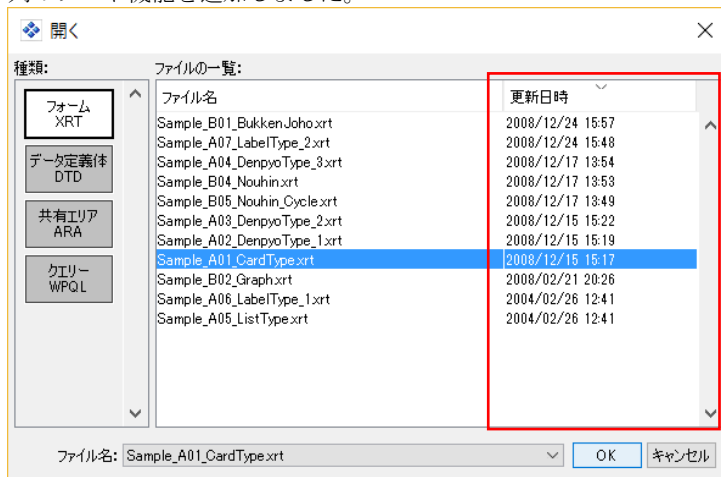 開く
種類:
ファイルの一覧:
フォーム
XRT
データ定義体
DTD
共有エリア
ARA
クエリー
WPQL
ファイル名 更新日時
Sample_B01_BukkenJoho.xrt 2008/12/24 15:57
Sample_A07_LabelType_2.xrt 2008/12/24 15:48
Sample_A04_DenpyoType_3.xrt 2008/12/17 13:54
Sample_B04_Nouhin.xrt 2008/12/17 13:53
Sample_B05_Nouhin_Cycle.xrt 2008/12/17 13:49
Sample_A03_DenpyoType_2.xrt 2008/12/15 15:22
Sample_A02_DenpyoType_1.xrt 2008/12/15 15:19
Sample_A01_CardType.xrt 2008/12/15 15:17
Sample_B02_Graph.xrt 2008/02/21 20:26
Sample_A06_LabelType_1.xrt 2004/02/26 12:41
Sample_A05_ListType.xrt 2004/02/26 12:41
ファイル名: Sample_A01_CardType.xrt OK キャンセル